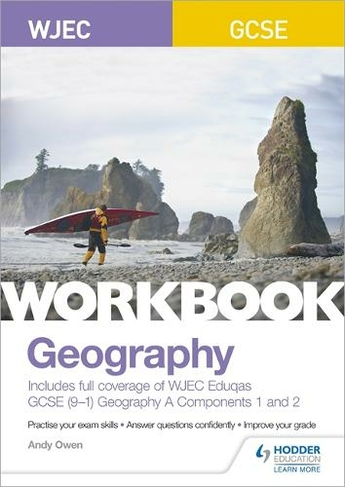 WJEC
GCSE
WORKBOOK
Geography
Includes full coverage of WJEC Eduqas
GCSE (9–1) Geography A Components 1 and 2
Practise your exam skills • Answer questions confidently • Improve your grade
Andy Owen
HODDER
EDUCATION
LEARN MORE